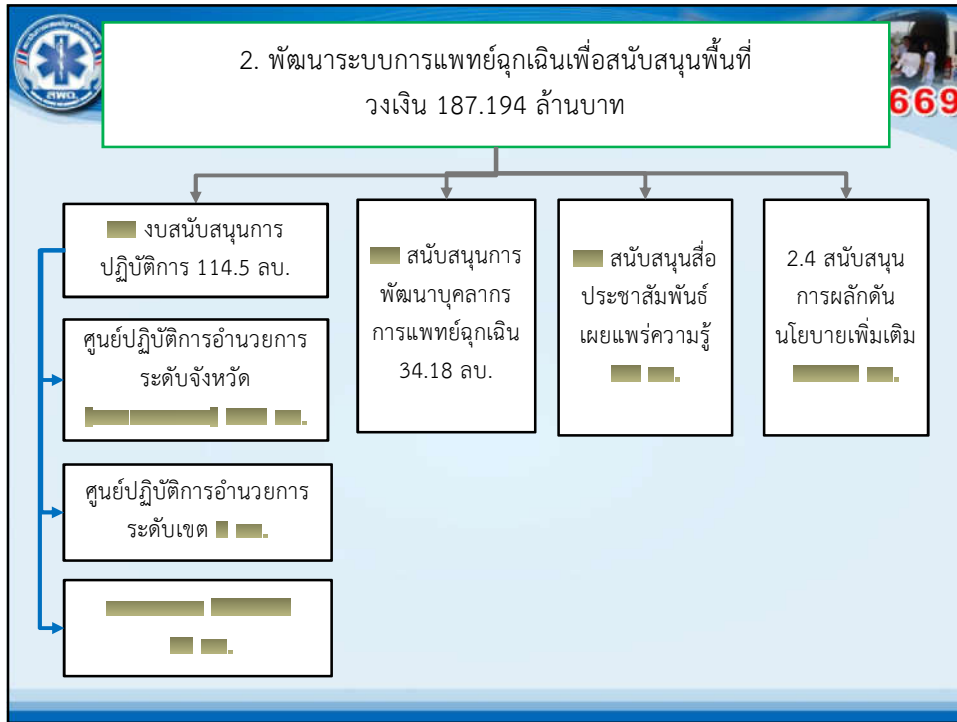 2. พัฒนาระบบการแพทย์ฉุกเฉินเพื่อสนับสนุนพื้นที่
วงเงิน 187.194 ล้านบาท
สพฉ.
669
งบสนับสนุนการ
ปฏิบัติการ 114.5 ลบ.
ศูนย์ปฏิบัติการอำนวยการ
ระดับจังหวัด
ศูนย์ปฏิบัติการอำนวยการ
ระดับเขต
สนับสนุนการ
พัฒนาบุคลากร
การแพทย์ฉุกเฉิน
34.18 ลบ.
สนับสนุนสื่อ
ประชาสัมพันธ์
เผยแพร่ความรู้
2.4 สนับสนุน
การผลักดัน
นโยบายเพิ่มเติม